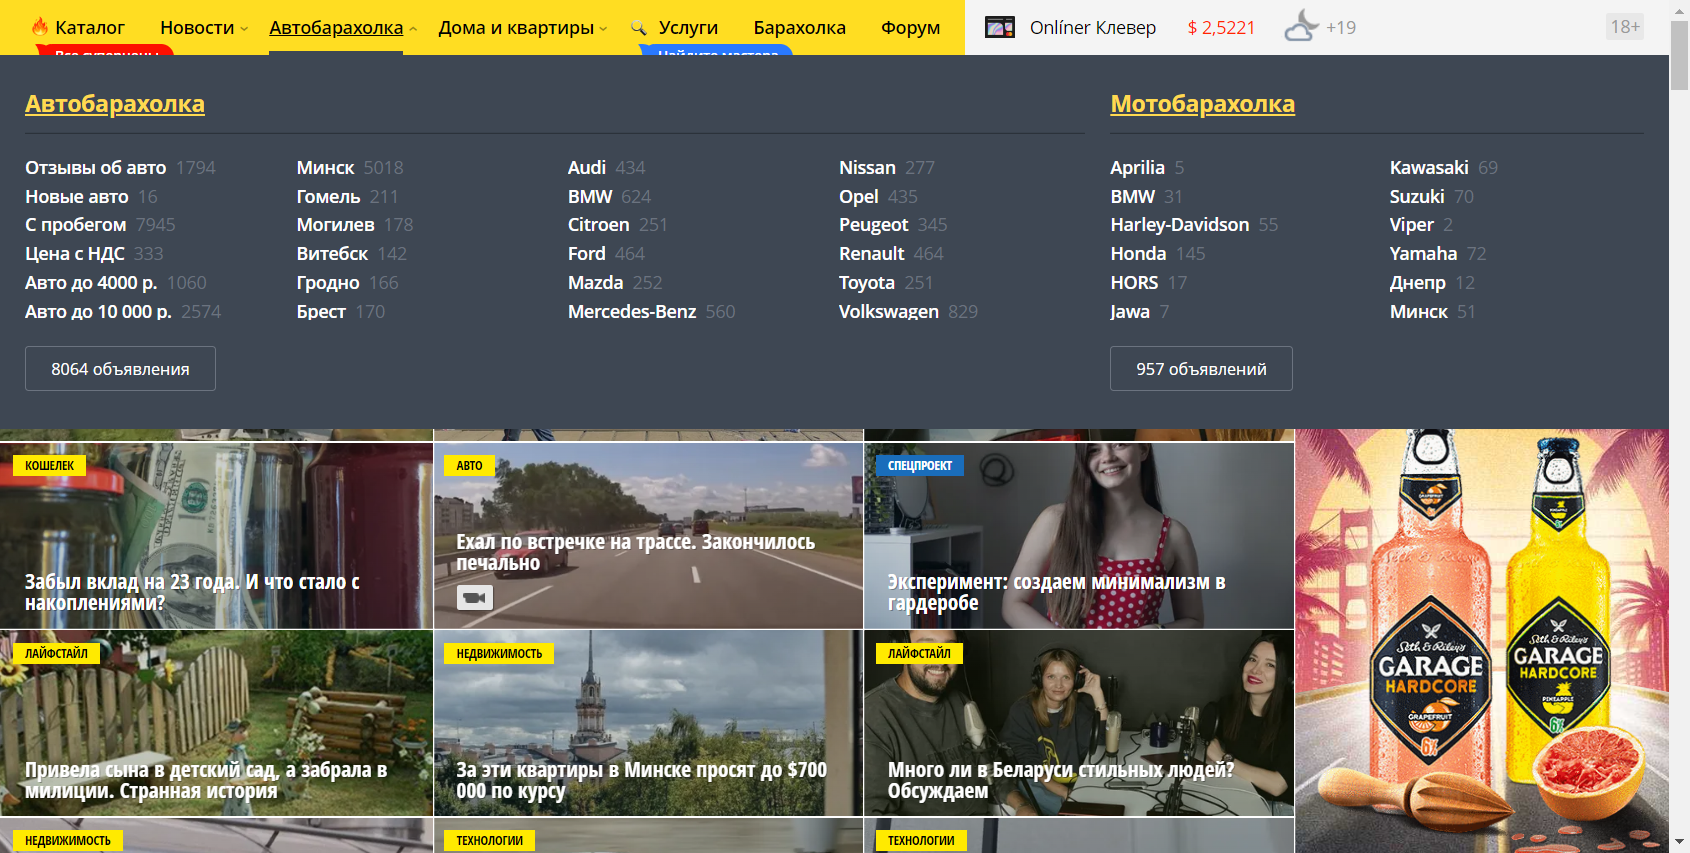 Каталог Новости Автобарахолка Дома и квартиры Услуги Барахолка Форум Onlíner Клевер $ 2,5221 +19 18+
Все суперцены Найдите мастера
Автобарахолка
Отзывы об авто 1794
Новые авто 16
С пробегом 7945
Цена с НДС 333
Авто до 4000 р. 1060
Авто до 10 000 р. 2574
Минск 5018
Гомель 211
Могилев 178
Витебск 142
Гродно 166
Брест 170
Audi 434
BMW 624
Citroen 251
Ford 464
Mazda 252
Mercedes-Benz 560
Nissan 277
Opel 435
Peugeot 345
Renault 464
Toyota 251
Volkswagen 829
8064 объявления
Мотобарахолка
Aprilia 5
BMW 31
Harley-Davidson 55
Honda 145
HORS 17
Jawa 7
Kawasaki 69
Suzuki 70
Viper 2
Yamaha 72
Днепр 12
Минск 51
957 объявлений
КОШЕЛЕК
Забыл вклад на 23 года. И что стало с
накоплениями?
АВТО
Ехал по встречке на трассе. Закончилось
печально
СПЕЦПРОЕКТ
Эксперимент: создаем минимализм в
гардеробе
ЛАЙФСТАЙЛ
Привела сына в детский сад, а забрала в
милиции. Странная история
НЕДВИЖИМОСТЬ
За эти квартиры в Минске просят до $700
000 по курсу
ЛАЙФСТАЙЛ
Много ли в Беларуси стильных людей?
Обсуждаем
НЕДВИЖИМОСТЬ
ТЕХНОЛОГИИ
ТЕХНОЛОГИИ
Seth & Riley's
GARAGE
HARDCORE
GRAPEFRUIT
6%
Seth & Riley's
GARAGE
HARDCORE
PINEAPPLE
6%